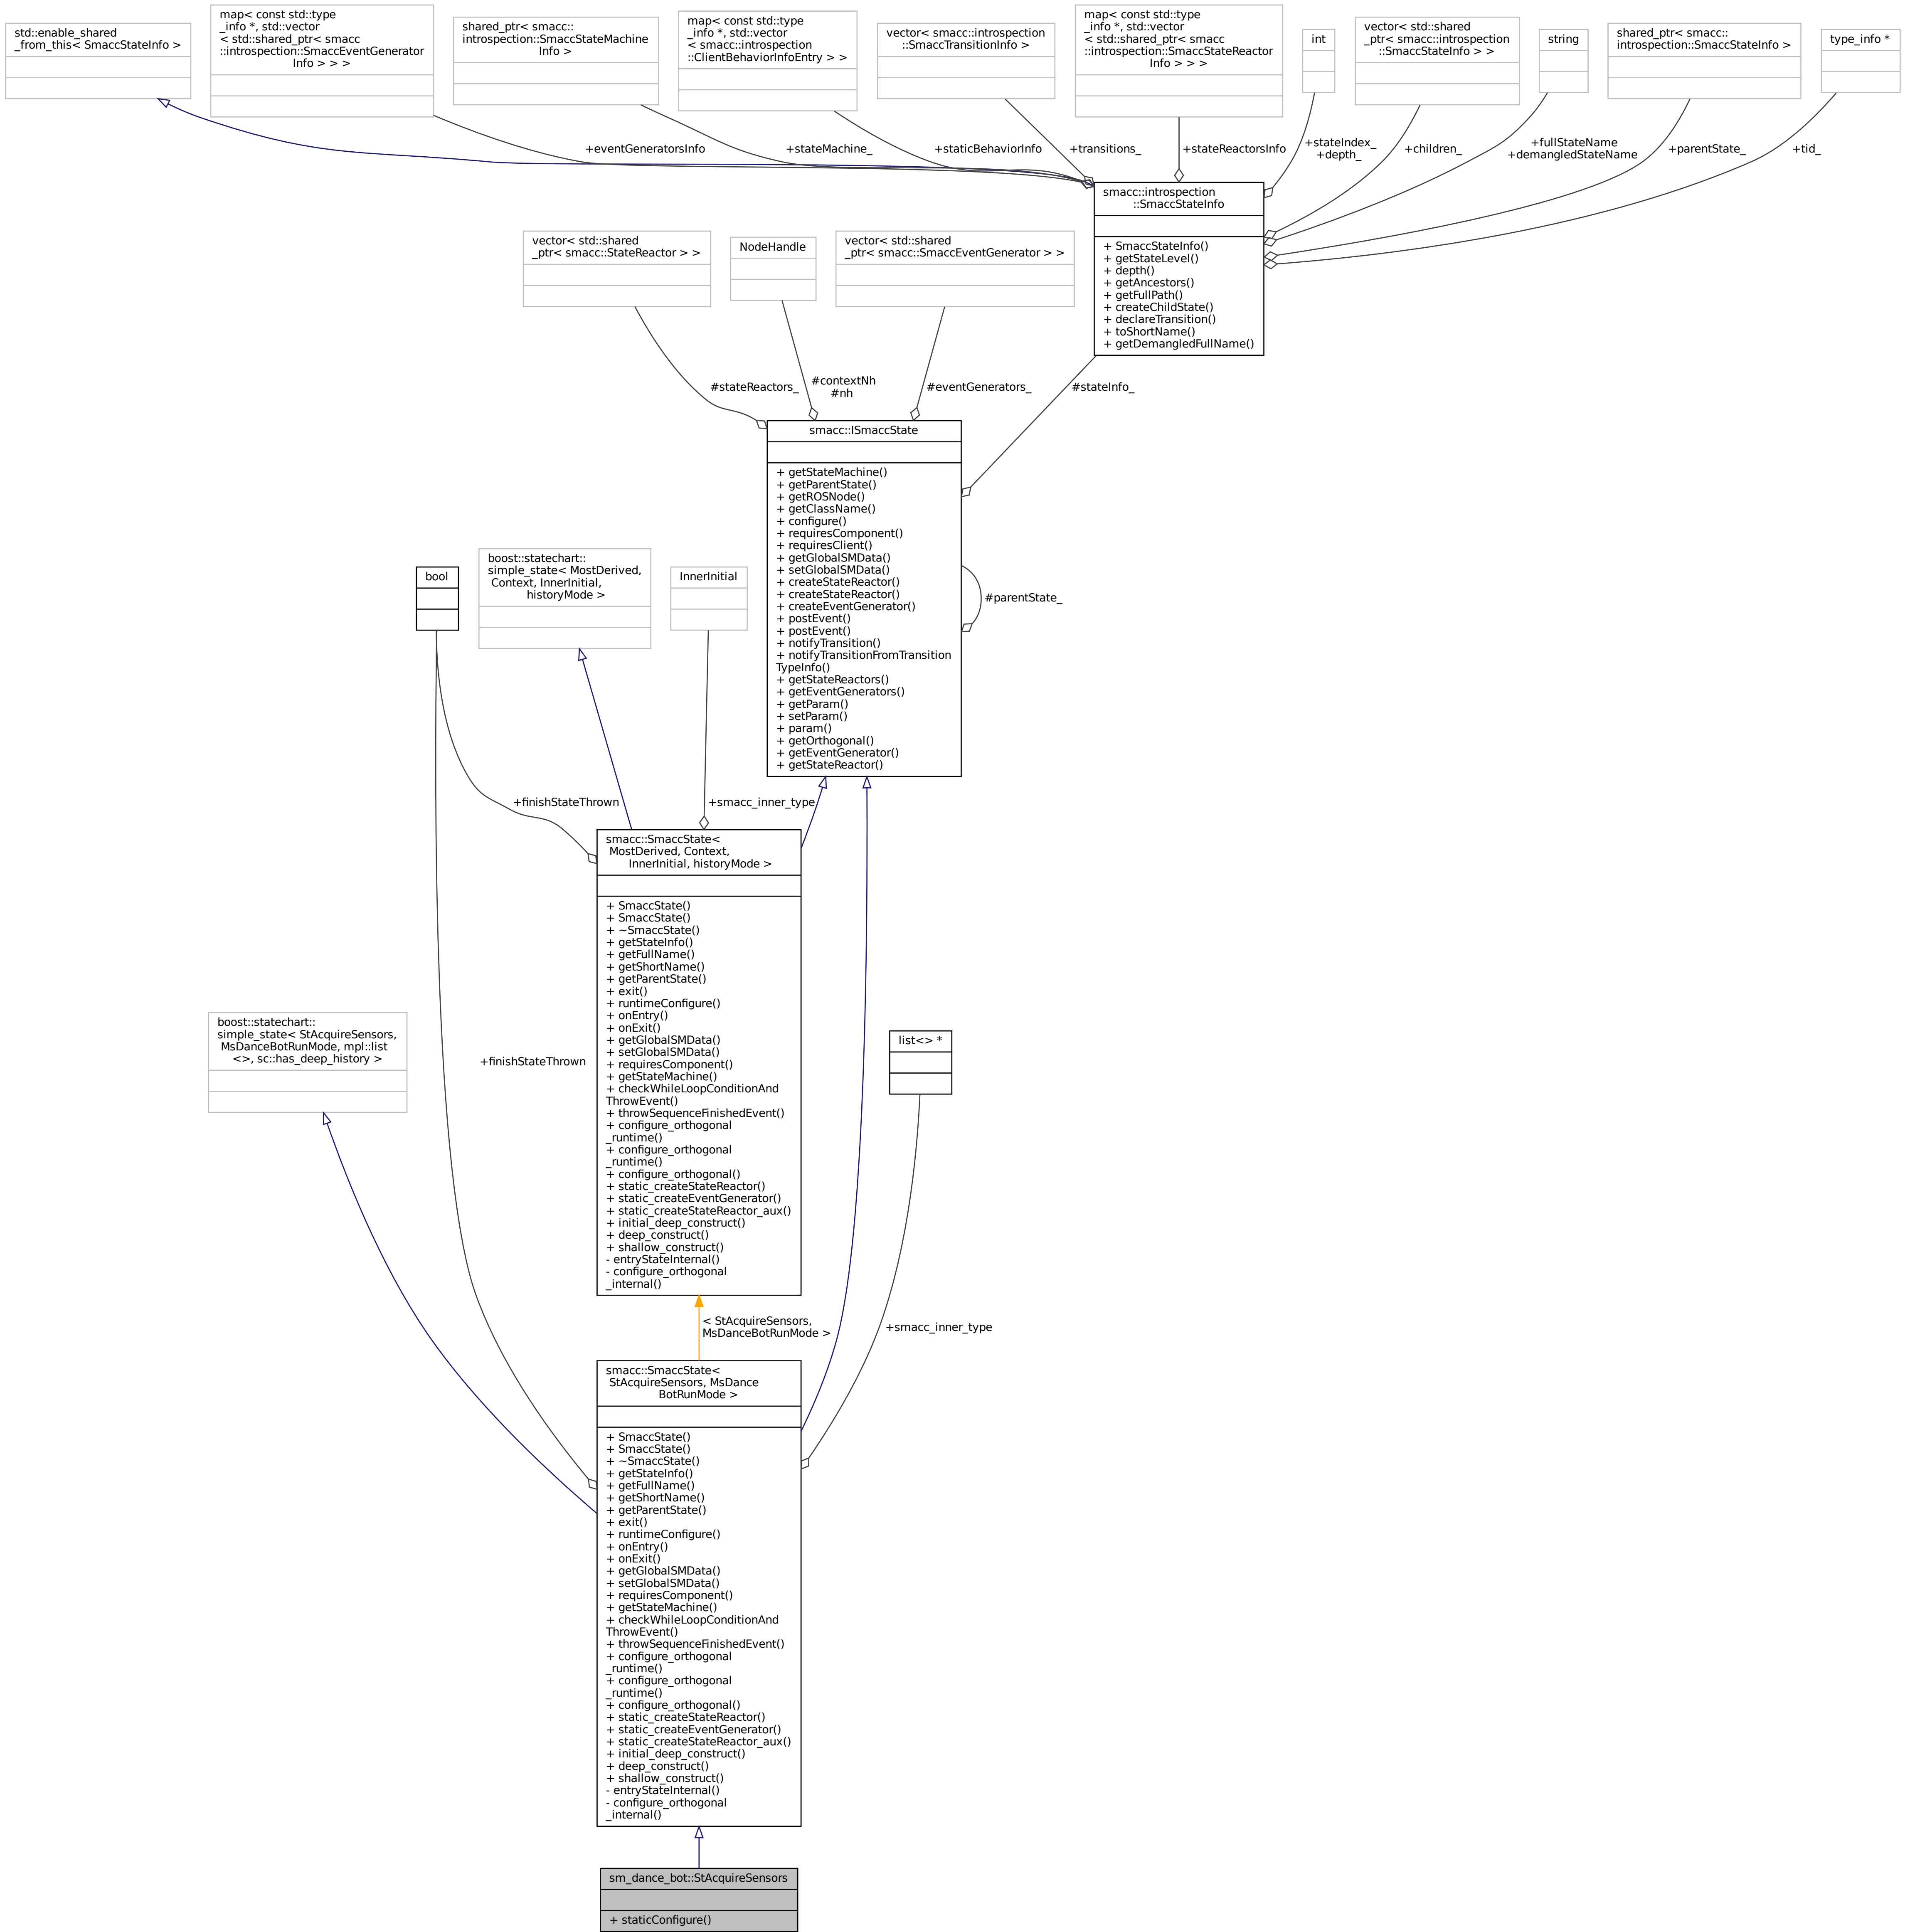 std::enable_shared
_from_this< SmaccStateInfo >
map< const std::type
_info *, std::vector
< std::shared_ptr< smacc
::introspection::SmaccEventGenerator
Info > > >
shared_ptr< smacc::
introspection::SmaccStateMachine
Info >
map< const std::type
_info *, std::vector
< smacc::introspection
::ClientBehaviorInfoEntry > >
vector< smacc::introspection
::SmaccTransitionInfo >
map< const std::type
_info *, std::vector
< std::shared_ptr< smacc
::introspection::SmaccStateReactor
Info > > >
int
vector< std::shared
_ptr< smacc::introspection
::SmaccStateInfo > >
string
shared_ptr< smacc::
introspection::SmaccStateInfo >
type_info *
+eventGeneratorsInfo
+stateMachine_
+staticBehaviorInfo
+transitions_
+stateReactorsInfo
+stateIndex_
+depth_
+children_
+fullStateName
+demangledStateName
+parentState_
+tid_
smacc::introspection
::SmaccStateInfo
+ SmaccStateInfo()
+ getStateLevel()
+ depth()
+ getAncestors()
+ getFullPath()
+ createChildState()
+ declareTransition()
+ toShortName()
+ getDemangledFullName()
vector< std::shared
_ptr< smacc::StateReactor > >
NodeHandle
vector< std::shared
_ptr< smacc::SmaccEventGenerator > >
#stateReactors_
#contextNh
#nh
#eventGenerators_
#stateInfo_
smacc::ISmaccState
+ getStateMachine()
+ getParentState()
+ getROSNode()
+ getClassName()
+ configure()
+ requiresComponent()
+ requiresClient()
+ getGlobalSMData()
+ setGlobalSMData()
+ createStateReactor()
+ createStateReactor()
+ createEventGenerator()
+ postEvent()
+ postEvent()
+ notifyTransition()
+ notifyTransitionFromTransition
TypeInfo()
+ getStateReactors()
+ getEventGenerators()
+ getParam()
+ setParam()
+ param()
+ getOrthogonal()
+ getEventGenerator()
+ getStateReactor()
#parentState_
bool
boost::statechart::
simple_state< MostDerived,
Context, InnerInitial,
historyMode >
InnerInitial
+finishStateThrown
+smacc_inner_type
smacc::SmaccState<
MostDerived, Context,
InnerInitial, historyMode >
+ SmaccState()
+ SmaccState()
+ ~SmaccState()
+ getStateInfo()
+ getFullName()
+ getShortName()
+ getParentState()
+ exit()
+ runtimeConfigure()
+ onEntry()
+ onExit()
+ getGlobalSMData()
+ setGlobalSMData()
+ requiresComponent()
+ getStateMachine()
+ checkWhileLoopConditionAnd
ThrowEvent()
+ throwSequenceFinishedEvent()
+ configure_orthogonal
_runtime()
+ configure_orthogonal
_runtime()
+ configure_orthogonal()
+ static_createStateReactor()
+ static_createEventGenerator()
+ static_createStateReactor_aux()
+ initial_deep_construct()
+ deep_construct()
+ shallow_construct()
- entryStateInternal()
- configure_orthogonal
_internal()
boost::statechart::
simple_state< StAcquireSensors,
MsDanceBotRunMode, mpl::list
<>, sc::has_deep_history >
+finishStateThrown
list<> *
< StAcquireSensors,
MsDanceBotRunMode >
+smacc_inner_type
smacc::SmaccState<
StAcquireSensors, MsDance
BotRunMode >
+ SmaccState()
+ SmaccState()
+ ~SmaccState()
+ getStateInfo()
+ getFullName()
+ getShortName()
+ getParentState()
+ exit()
+ runtimeConfigure()
+ onEntry()
+ onExit()
+ getGlobalSMData()
+ setGlobalSMData()
+ requiresComponent()
+ getStateMachine()
+ checkWhileLoopConditionAnd
ThrowEvent()
+ throwSequenceFinishedEvent()
+ configure_orthogonal
_runtime()
+ configure_orthogonal
_runtime()
+ configure_orthogonal()
+ static_createStateReactor()
+ static_createEventGenerator()
+ static_createStateReactor_aux()
+ initial_deep_construct()
+ deep_construct()
+ shallow_construct()
- entryStateInternal()
- configure_orthogonal
_internal()
sm_dance_bot::StAcquireSensors
+ staticConfigure()